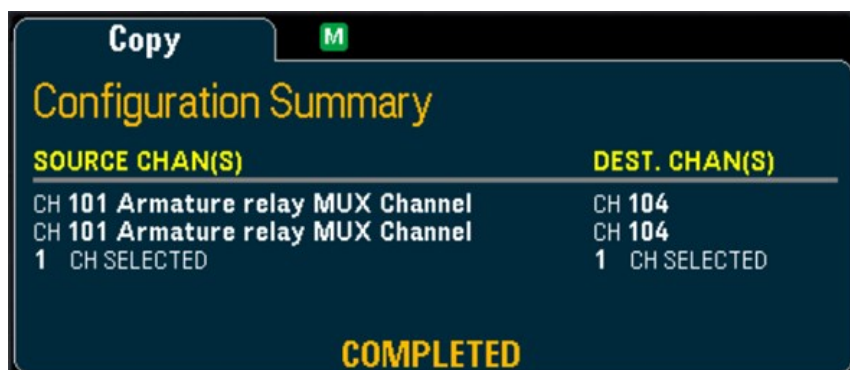 Copy M
Configuration Summary
SOURCE CHAN(S) DEST. CHAN(S)
CH 101 Armature relay MUX Channel CH 104
CH 101 Armature relay MUX Channel CH 104
1 CH SELECTED 1 CH SELECTED
COMPLETED